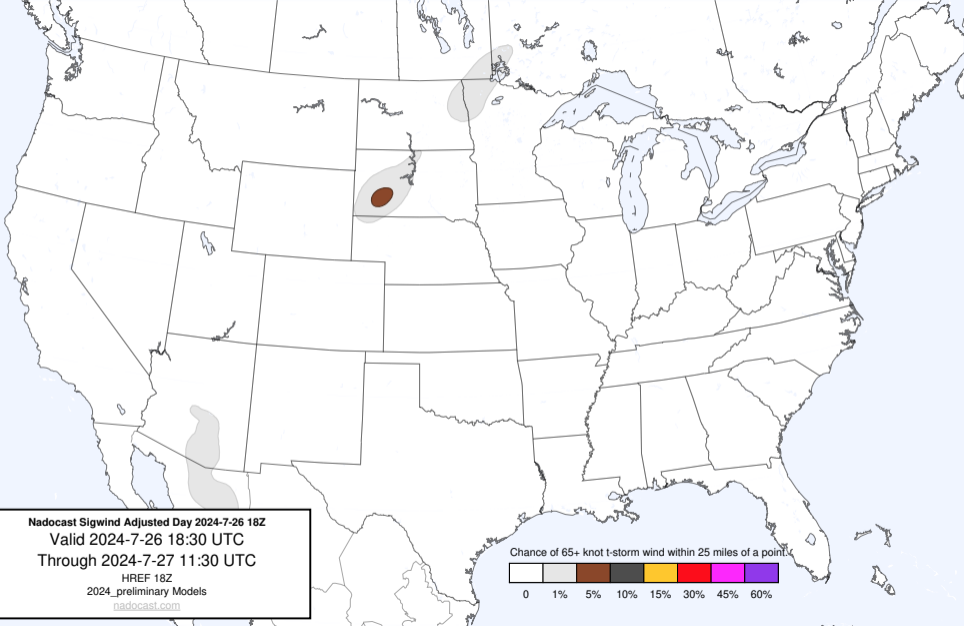 Nadocast Sigwind Adjusted Day 2024-7-26 18Z
Valid 2024-7-26 18:30 UTC
Through 2024-7-27 11:30 UTC
HREF 18Z
2024_preliminary Models
nadocast.com
Chance of 65+ knot t-storm wind within 25 miles of a point.
0 1% 5% 10% 15% 30% 45% 60%